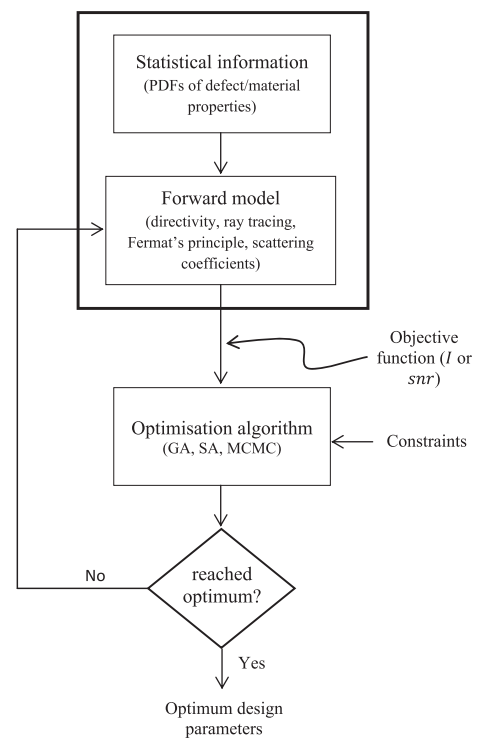 Statistical information
(PDFs of defect/material
properties)
Forward model
(directivity, ray tracing,
Fermat's principle, scattering
coefficients)
Objective
function (I or
snr)
Optimisation algorithm
(GA, SA, MCMC)
Constraints
reached
optimum?
No
Yes
Optimum design
parameters